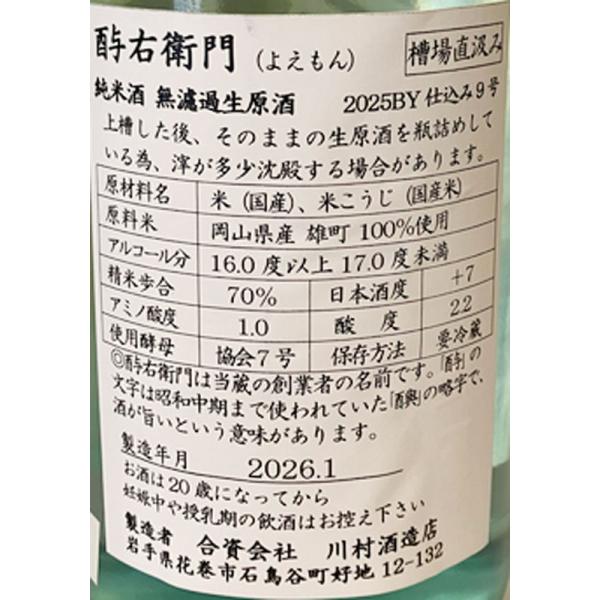 酉与右衛門 (よえもん) 槽場直汲み
純米酒 無濾過生原酒 2025BY 仕込み9号
上槽した後、そのままの生原酒を瓶詰めして
いる為、滓が多少沈殿する場合があります。
原材料名 米 (国産)、米こうじ (国産米)
原料米 岡山県産 雄町 100%使用
アルコール分 16.0 度以上 17.0 度未満
精米歩合 70% 日本酒度 +7
アミノ酸度 1.0 酸 度 2.2
使用酵母 協会7号 保存方法 要冷蔵
◎酉与右衛門は当蔵の創業者の名前です。「酉与」の
文字は昭和中期まで使われていた「酉與」の略字で、
酒が旨いという意味があります。
製造年月 2026.1
お酒は20歳になってから
妊娠中や授乳期の飲酒はお控え下さい
製造者 合資会社 川村酒造店
岩手県花巻市石鳥谷町好地 12-132